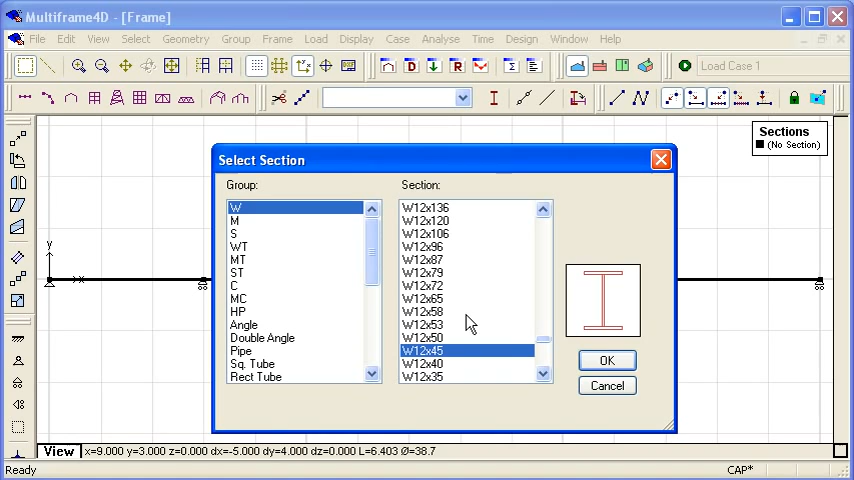 Multiframe4D - [Frame]
File Edit View Select Geometry Group Frame Load Display Case Analyse Time Design Window Help
D R Σ Load Case 1
Sections
(No Section)
Select Section
Group: Section:
W W12x136
M W12x120
S W12x106
WT W12x96
MT W12x87
ST W12x79
C W12x72
MC W12x65
HP W12x58
Angle W12x53
Double Angle W12x50
Pipe W12x45
Sq. Tube W12x40
Rect Tube W12x35
OK
Cancel
y
View x=9.000 y=3.000 z=0.000 dx=-5.000 dy=4.000 dz=0.000 L=6.403 Ø=38.7
Ready CAP*